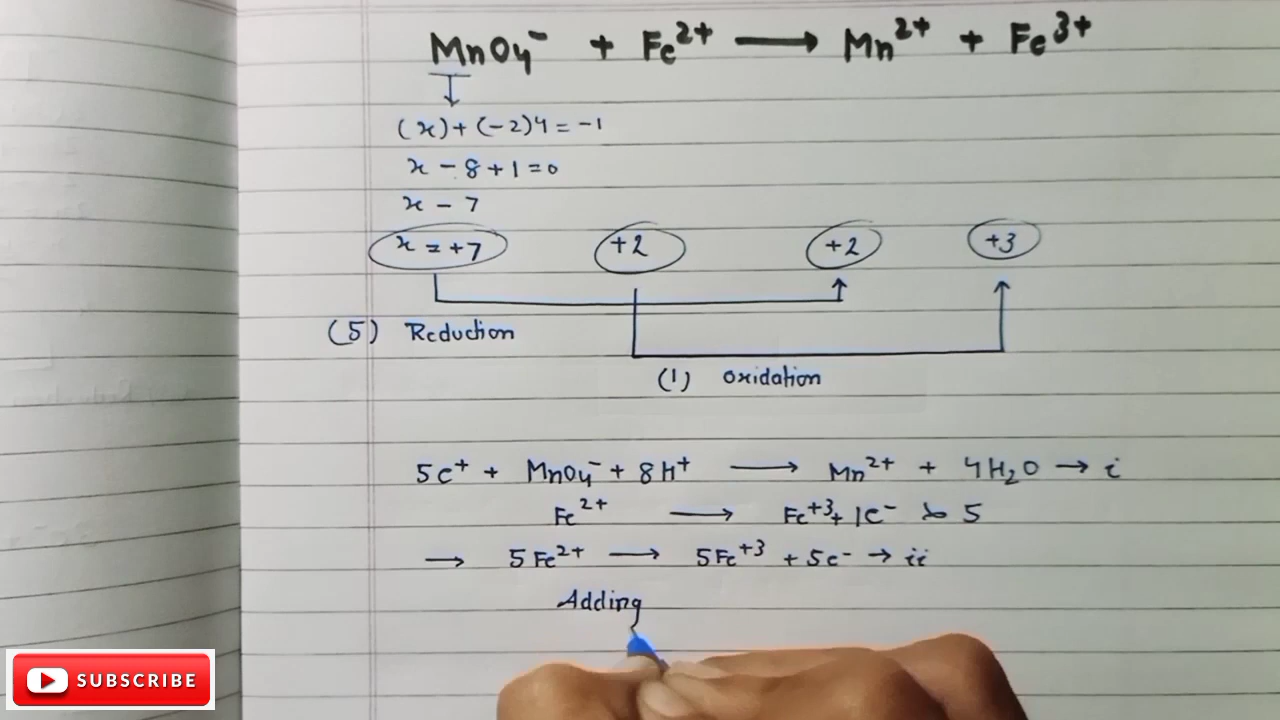 MnO4⁻ + Fe²⁺ ⟶ Mn²⁺ + Fe³⁺
↓
(x) + (-2)4 = -1
x - 8 + 1 = 0
x - 7
x = +7 +2 +2 +3
(5) Reduction
(1) oxidation
5e⁺ + MnO4⁻ + 8H⁺ ⟶ Mn²⁺ + 4H₂O → i
Fe²⁺ ⟶ Fe⁺³ + 1e⁻ × 5
→ 5Fe²⁺ ⟶ 5Fe⁺³ + 5e⁻ → ii
Adding
SUBSCRIBE